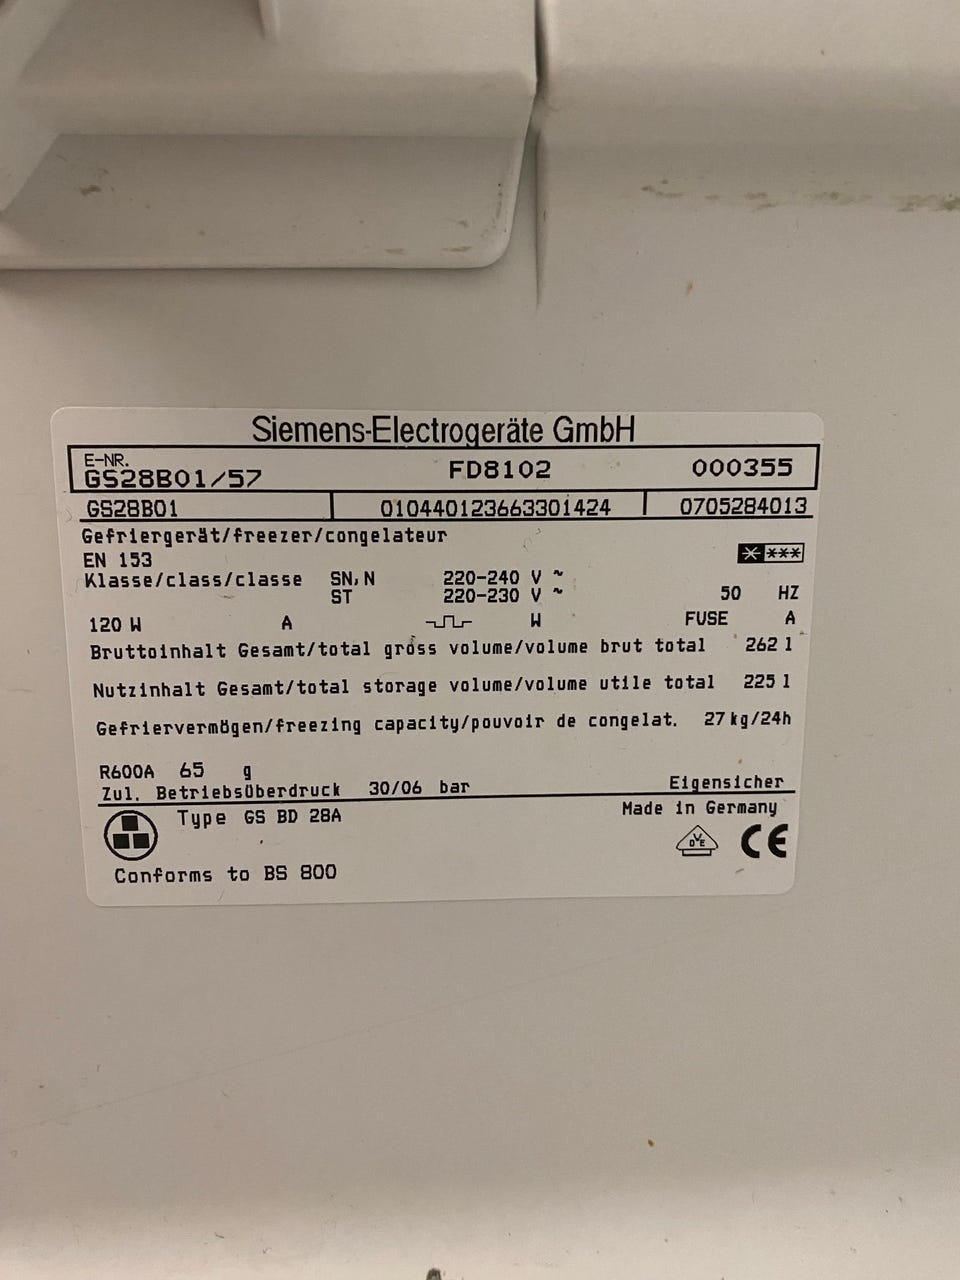 Siemens-Electrogeräte GmbH
E-NR.
GS28B01/57 FD8102 000355
GS28B01 010440123663301424 0705284013
Gefriergerät/freezer/congelateur
EN 153 ****
Klasse/class/classe SN,N 220-240 V ~
ST 220-230 V ~ 50 HZ
120 W A W FUSE A
Bruttoinhalt Gesamt/total gross volume/volume brut total 262 l
Nutzinhalt Gesamt/total storage volume/volume utile total 225 l
Gefriervermögen/freezing capacity/pouvoir de congelat. 27 kg/24h
R600A 65 g
Zul. Betriebsüberdruck 30/06 bar Eigensicher
Type GS BD 28A Made in Germany
VDE CE
Conforms to BS 800